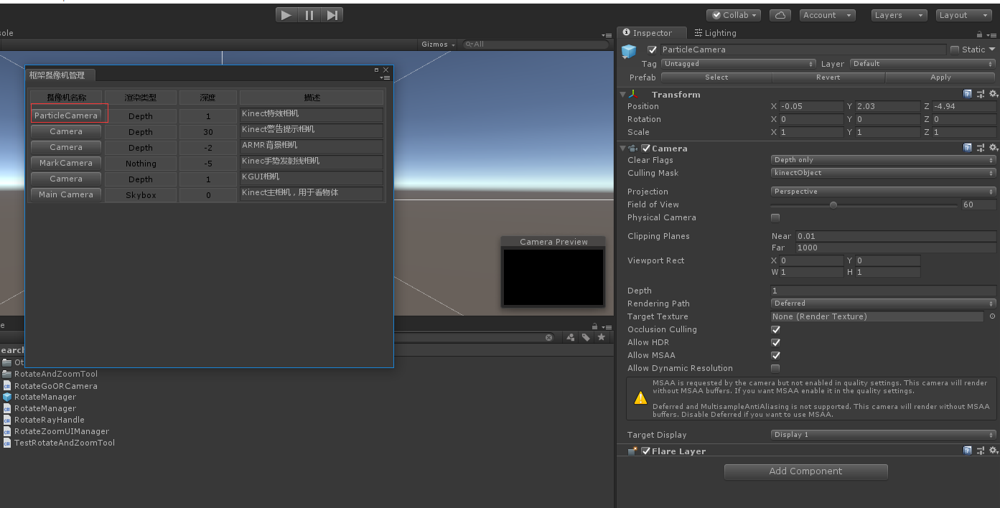 Collab
Account
Layers
Layout
sole
Inspector
Lighting
Gizmos
All
ParticleCamera
Static
Tag
Untagged
Layer
Default
Prefab
Select
Revert
Apply
框架摄像机管理
摄像机名称 渲染类型 深度 描述
ParticleCamera Depth 1 Kinect特效相机
Camera Depth 30 Kinect警告提示相机
Camera Depth -2 ARMR背景相机
MarkCamera Nothing -5 Kinec手势发射线相机
Camera Depth 1 KGUI相机
Main Camera Skybox 0 Kinect主相机，用于看物体
Camera Preview
Transform
Position X -0.05 Y 2.03 Z -4.94
Rotation X 0 Y 0 Z 0
Scale X 1 Y 1 Z 1
Camera
Clear Flags Depth only
Culling Mask kinectObject
Projection Perspective
Field of View 60
Physical Camera
Clipping Planes Near 0.01
Far 1000
Viewport Rect X 0 Y 0
W 1 H 1
Depth 1
Rendering Path Deferred
Target Texture None (Render Texture)
Occlusion Culling
Allow HDR
Allow MSAA
Allow Dynamic Resolution
MSAA is requested by the camera but not enabled in quality settings. This camera will render
without MSAA buffers. If you want MSAA enable it in the quality settings.
Deferred and MultisampleAntiAliasing is not supported. This camera will render without MSAA
buffers. Disable Deferred if you want to use MSAA.
Target Display Display 1
Flare Layer
Add Component
e
earch
Ot
RotateAndZoomTool
RotateGoORCamera
RotateManager
RotateManager
RotateRayHandle
RotateZoomUIManager
TestRotateAndZoomTool